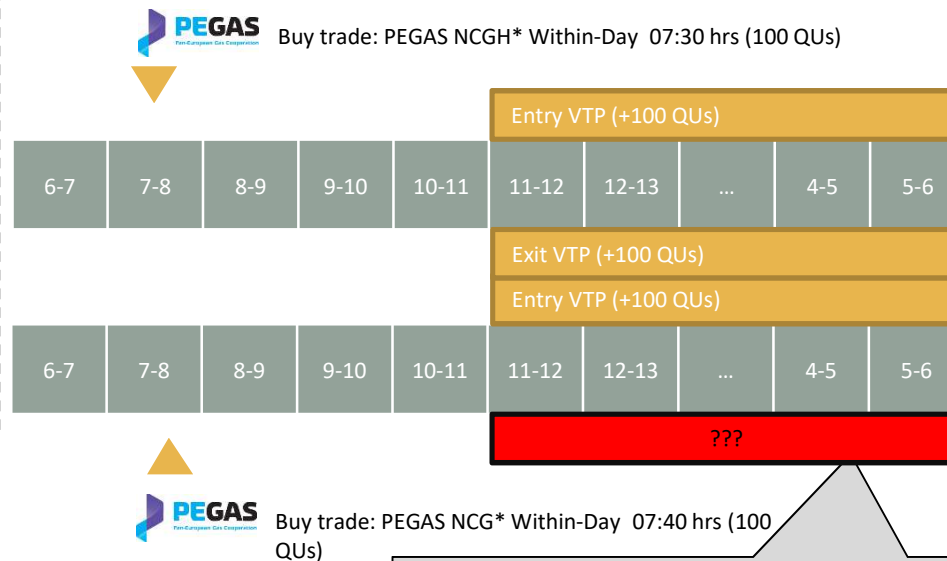 PEGAS
Pan-European Gas Cooperation
Buy trade: PEGAS NCGH* Within-Day 07:30 hrs (100 QUs)
Entry VTP (+100 QUs)
6-7 7-8 8-9 9-10 10-11 11-12 12-13 ... 4-5 5-6
Exit VTP (+100 QUs)
Entry VTP (+100 QUs)
6-7 7-8 8-9 9-10 10-11 11-12 12-13 ... 4-5 5-6
???
PEGAS
Pan-European Gas Cooperation
Buy trade: PEGAS NCG* Within-Day 07:40 hrs (100
QUs)